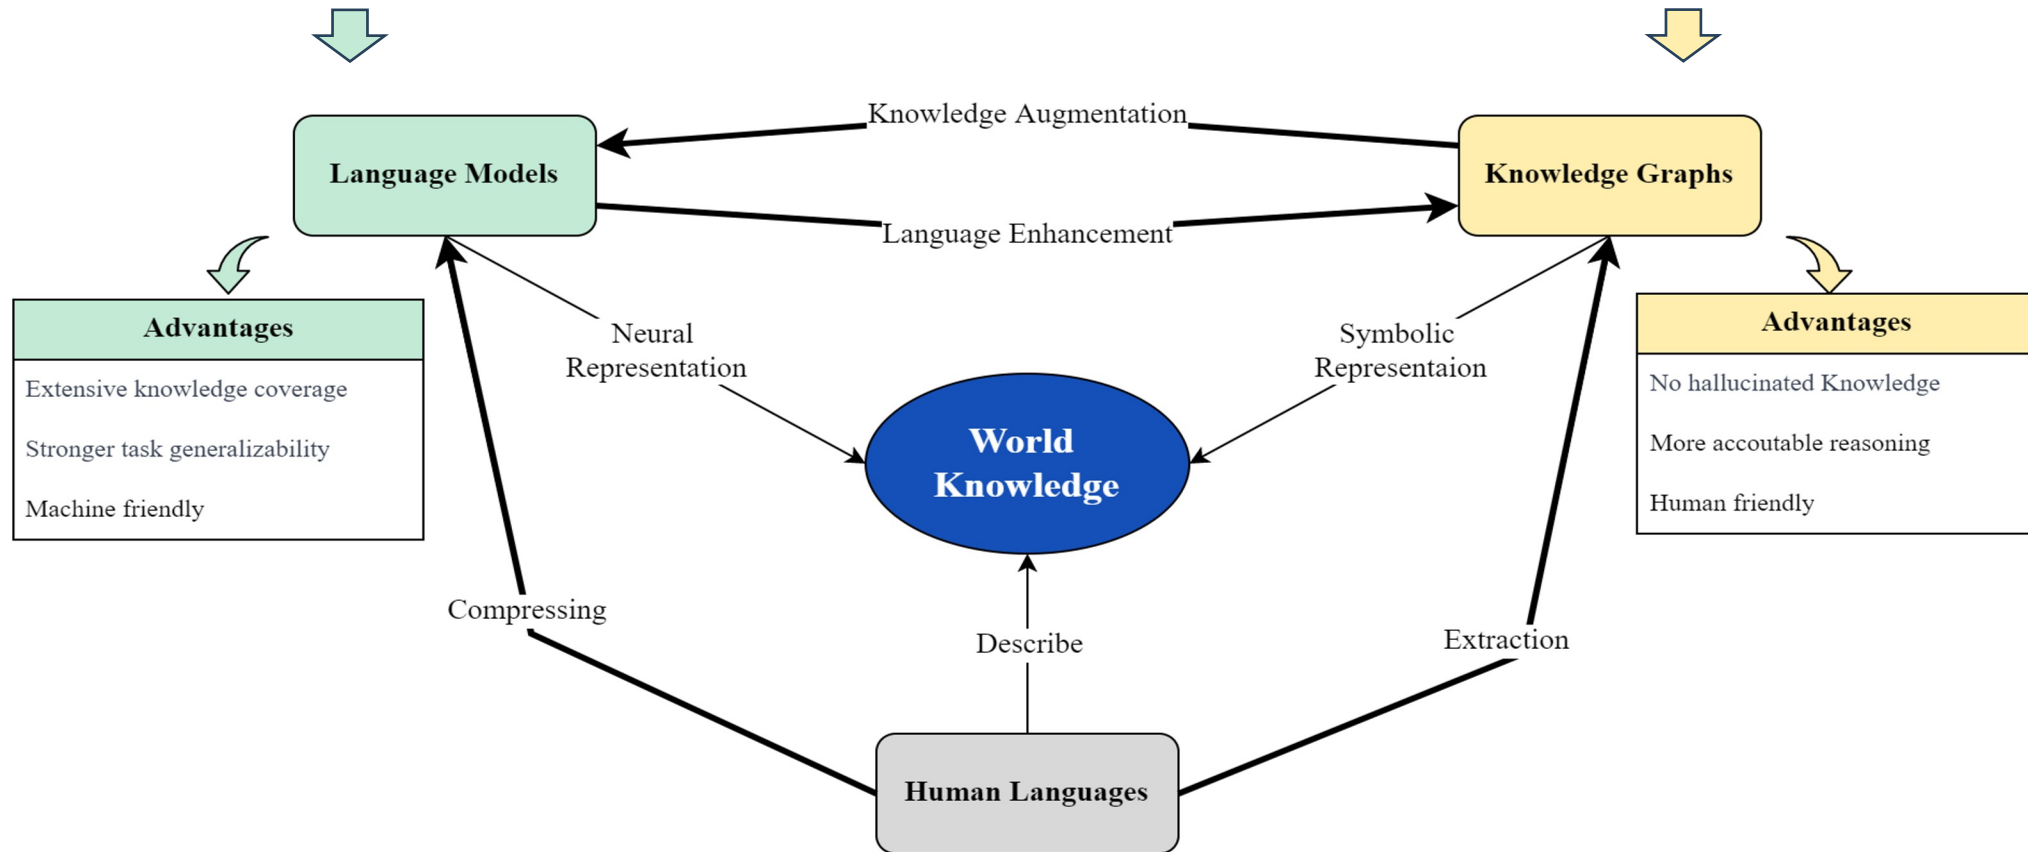 Knowledge Augmentation
Language Models
Knowledge Graphs
Language Enhancement
Advantages
Extensive knowledge coverage
Stronger task generalizability
Machine friendly
Neural
Representation
Symbolic
Representaion
Advantages
No hallucinated Knowledge
More accoutable reasoning
Human friendly
World
Knowledge
Compressing
Describe
Extraction
Human Languages